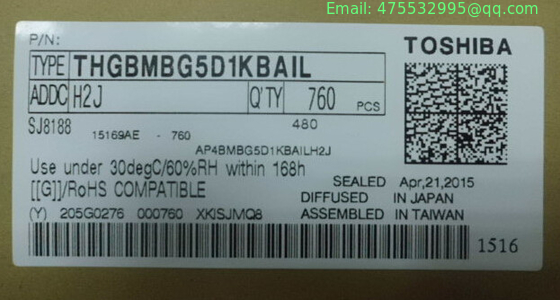 Email: 475532995@qq.com
P/N:
TOSHIBA
TYPE THGBMBG5D1KBAIL
ADDC H2J Q'TY 760 PCS
SJ8188 15169AE - 760 480
AP4BMBG5D1KBAILH2J
Use under 30degC/60%RH within 168h
[[G]]/RoHS COMPATIBLE
SEALED Apr,21,2015
DIFFUSED IN JAPAN
(Y) 205G0276 000760 XKISJMQ8 ASSEMBLED IN TAIWAN
1516